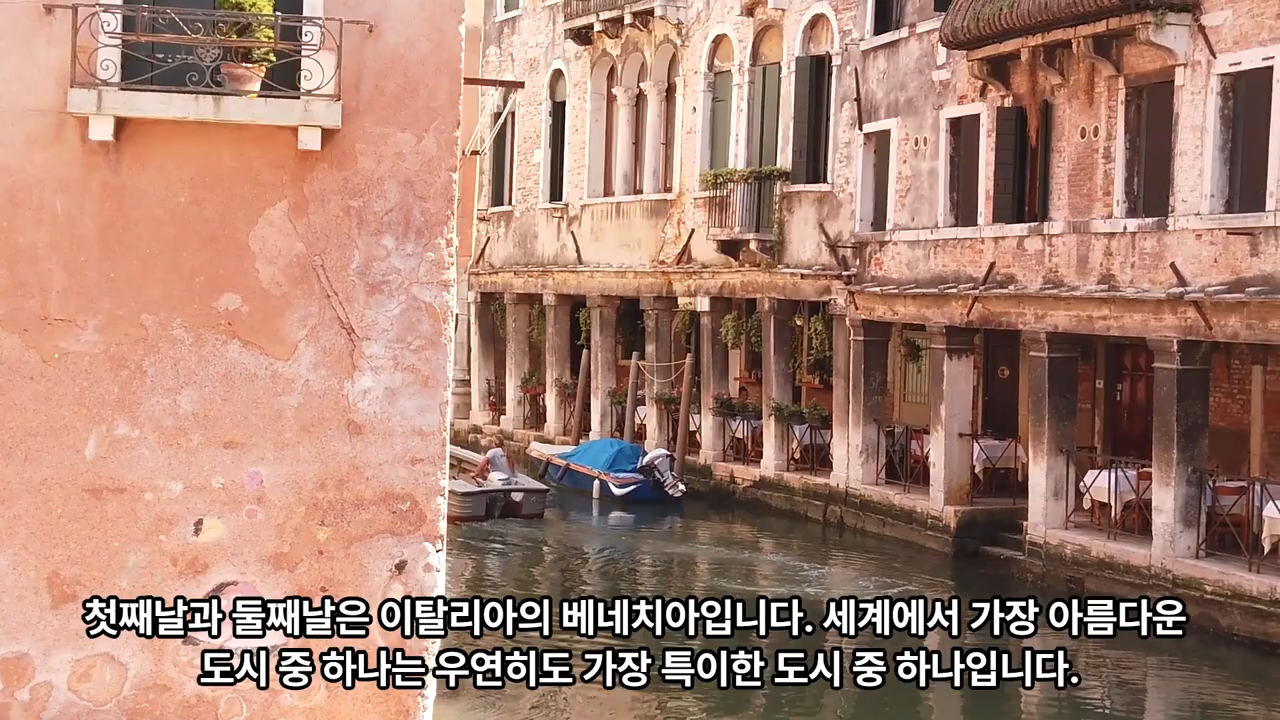 첫째날과 둘째날은 이탈리아의 베네치아입니다. 세계에서 가장 아름다운
도시 중 하나는 우연히도 가장 특이한 도시 중 하나입니다.